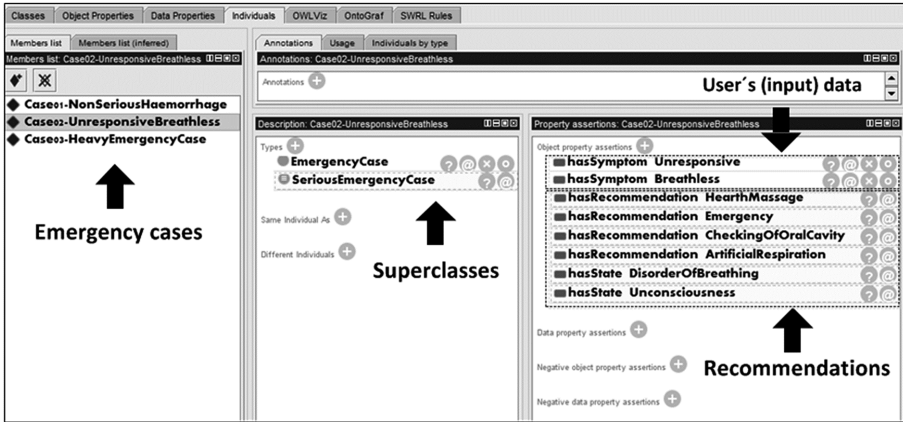 Classes Object Properties Data Properties Individuals OWLViz OntoGraf SWRL Rules
Members list Members list (inferred)
Members list: Case02-UnresponsiveBreathless
Case01-NonSeriousHaemorrhage
Case02-UnresponsiveBreathless
Case03-HeavyEmergencyCase
Emergency cases
Annotations Usage Individuals by type
Annotations: Case02-UnresponsiveBreathless
Annotations
User´s (input) data
Description: Case02-UnresponsiveBreathless
Types
EmergencyCase
SeriousEmergencyCase
Same Individual As
Different Individuals
Superclasses
Property assertions: Case02-UnresponsiveBreathless
Object property assertions
hasSymptom Unresponsive
hasSymptom Breathless
hasRecommendation HearthMassage
hasRecommendation Emergency
hasRecommendation CheckingOfOralCavity
hasRecommendation ArtificialRespiration
hasState DisorderOfBreathing
hasState Unconsciousness
Data property assertions
Negative object property assertions
Negative data property assertions
Recommendations